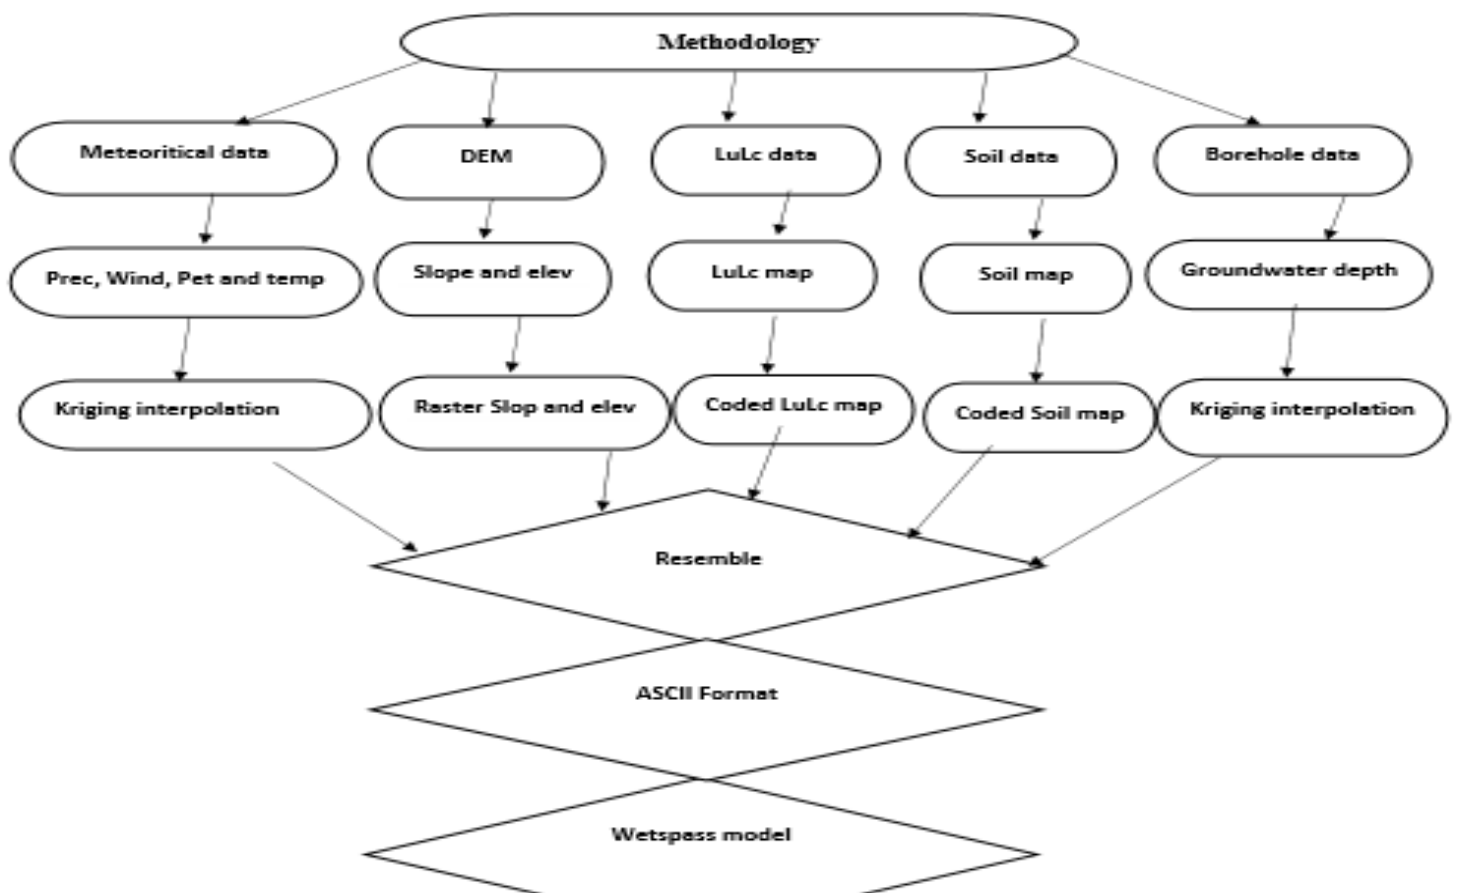 Methodology
Meteoritical data
DEM
LuLc data
Soil data
Borehole data
Prec, Wind, Pet and temp
Slope and elev
LuLc map
Soil map
Groundwater depth
Kriging interpolation
Raster Slop and elev
Coded LuLc map
Coded Soil map
Kriging interpolation
Resemble
ASCII Format
Wetspass model